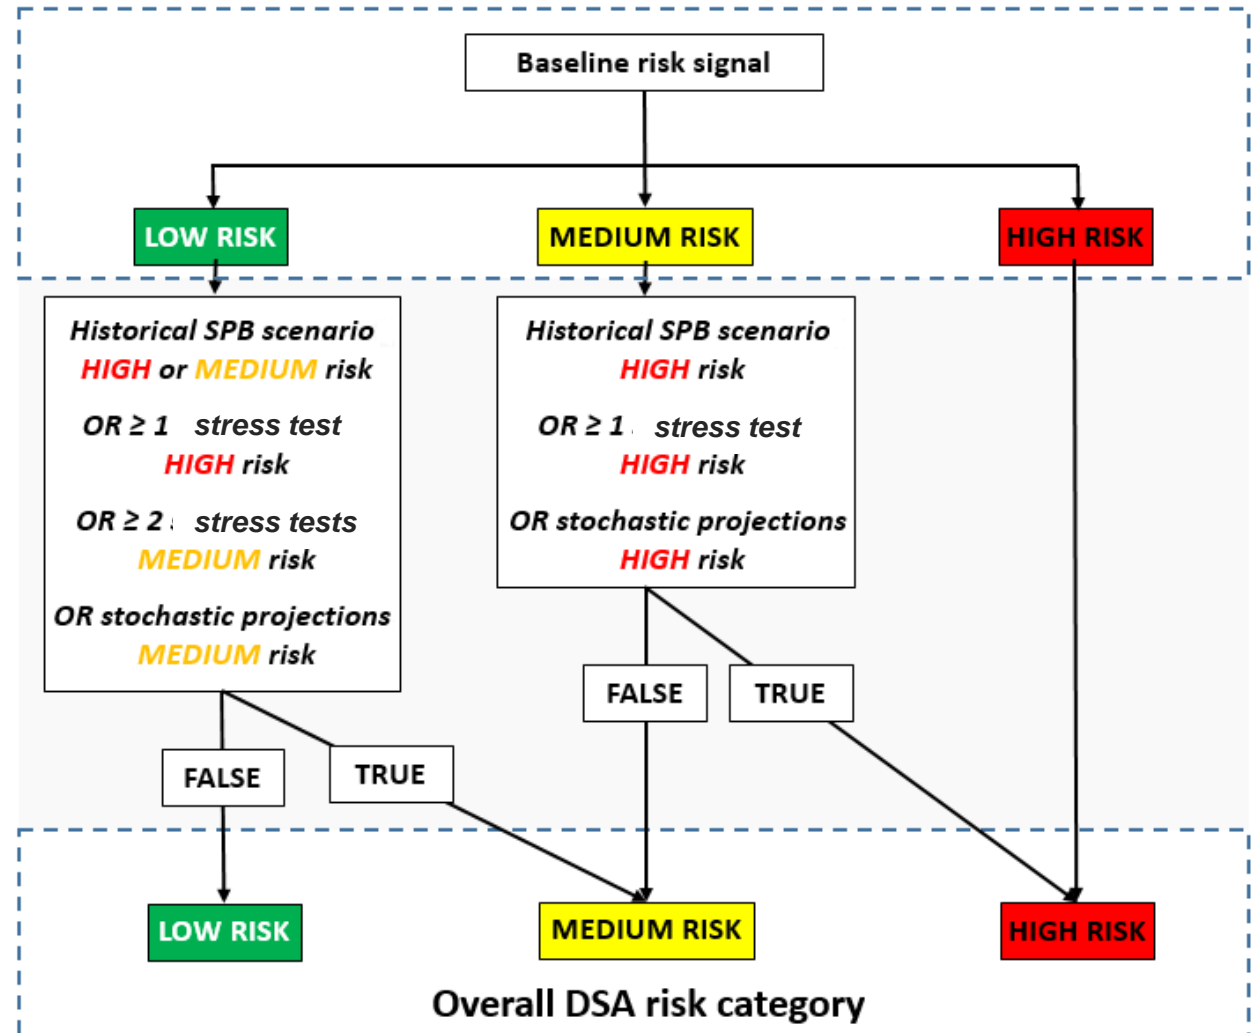 Baseline risk signal
LOW RISK
MEDIUM RISK
HIGH RISK
Historical SPB scenario
HIGH or MEDIUM risk
OR ≥ 1 stress test
HIGH risk
OR ≥ 2 stress tests
MEDIUM risk
OR stochastic projections
MEDIUM risk
Historical SPB scenario
HIGH risk
OR ≥ 1 stress test
HIGH risk
OR stochastic projections
HIGH risk
FALSE
TRUE
FALSE
TRUE
LOW RISK
MEDIUM RISK
HIGH RISK
Overall DSA risk category